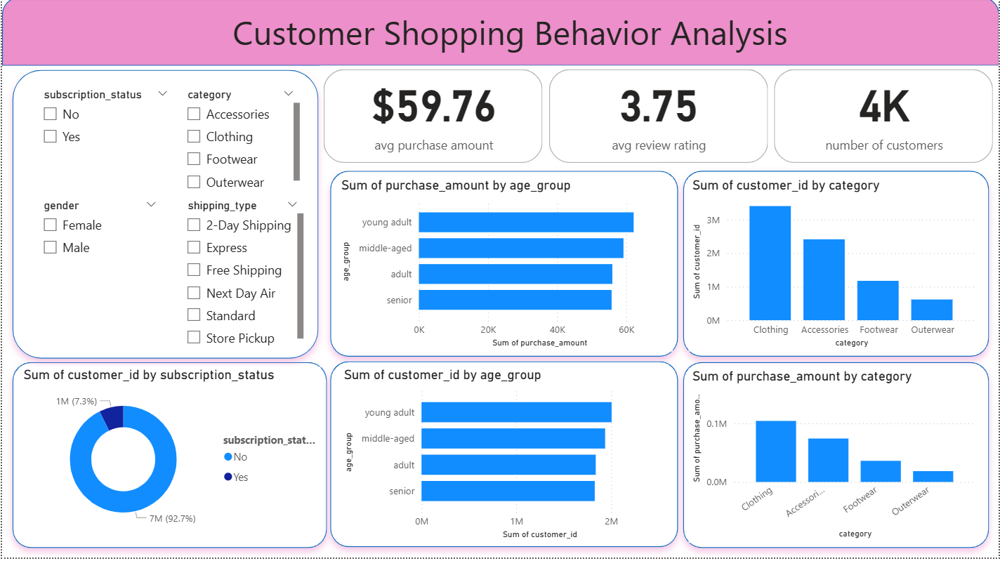 Customer Shopping Behavior Analysis
subscription_status
No
Yes
category
Accessories
Clothing
Footwear
Outerwear
gender
Female
Male
shipping_type
2-Day Shipping
Express
Free Shipping
Next Day Air
Standard
Store Pickup
$59.76
avg purchase amount
3.75
avg review rating
4K
number of customers
Sum of purchase_amount by age_group
age_group
young adult
middle-aged
adult
senior
0K 20K 40K 60K
Sum of purchase_amount
Sum of customer_id by category
Sum of customer_id
3M
2M
1M
0M
Clothing Accessories Footwear Outerwear
category
Sum of customer_id by subscription_status
1M (7.3%)
7M (92.7%)
subscription_stat...
No
Yes
Sum of customer_id by age_group
age_group
young adult
middle-aged
adult
senior
0M 1M 2M
Sum of customer_id
Sum of purchase_amount by category
Sum of purchase_amo...
0.1M
0.0M
Clothing Accessori... Footwear Outerwear
category